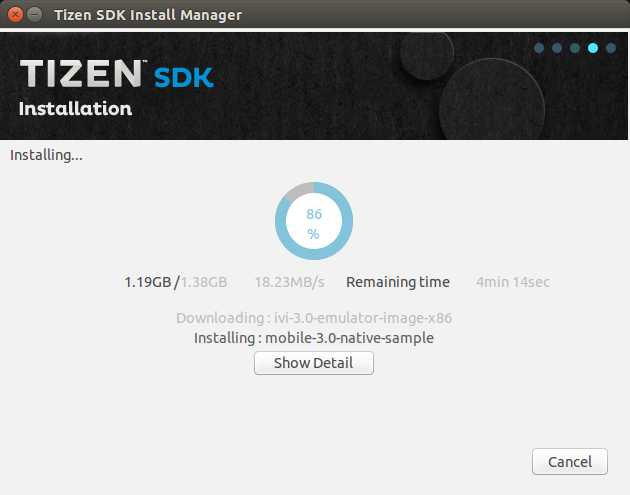 Tizen SDK Install Manager
TIZEN™ SDK
Installation
Installing...
86
%
1.19GB /1.38GB 18.23MB/s Remaining time 4min 14sec
Downloading : ivi-3.0-emulator-image-x86
Installing : mobile-3.0-native-sample
Show Detail
Cancel